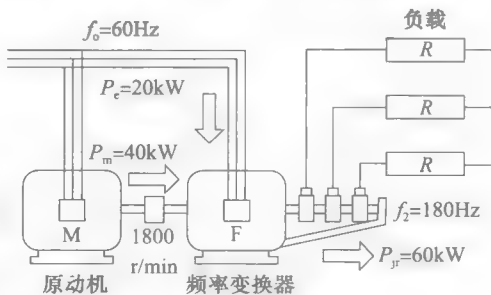 负载
f₀=60Hz
R
Pₑ=20kW
R
Pₘ=40kW
R
M
F
f₂=180Hz
1800
r/min
Pⱼᵣ=60kW
原动机
频率变换器